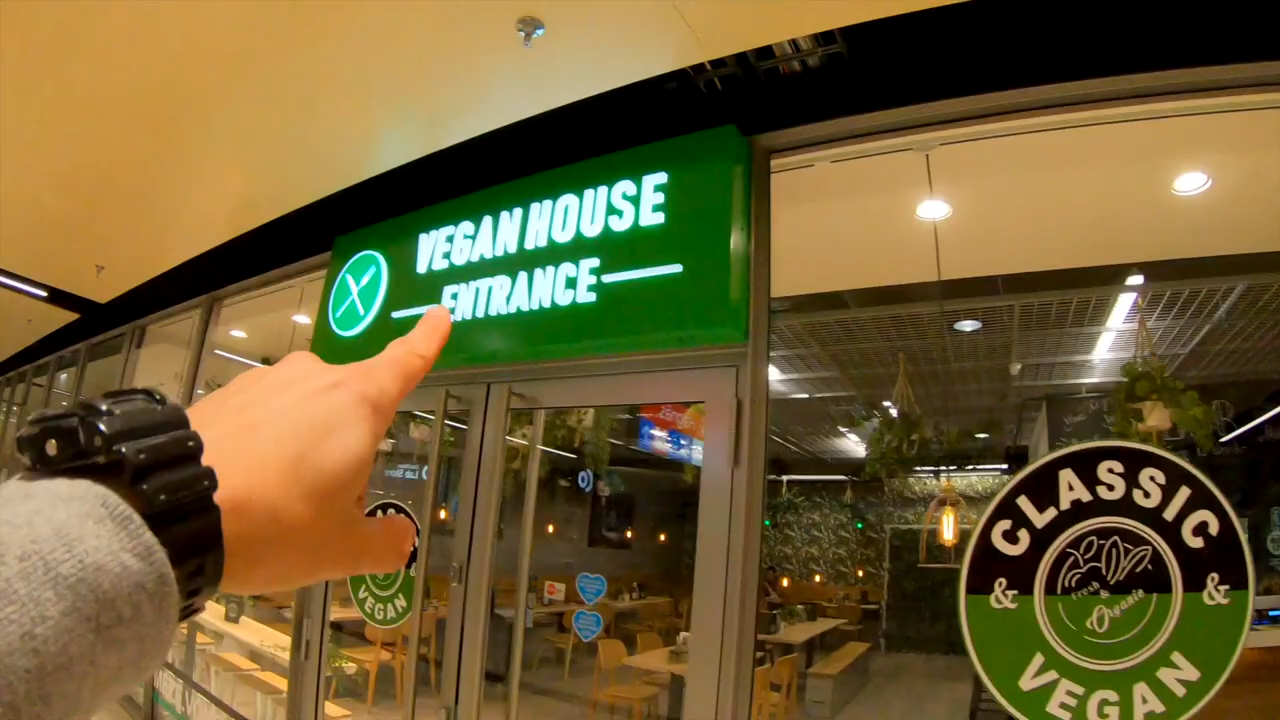 VEGAN HOUSE
ENTRANCE
CLASSIC
& &
Fresh
&
Organic
VEGAN
VEGAN